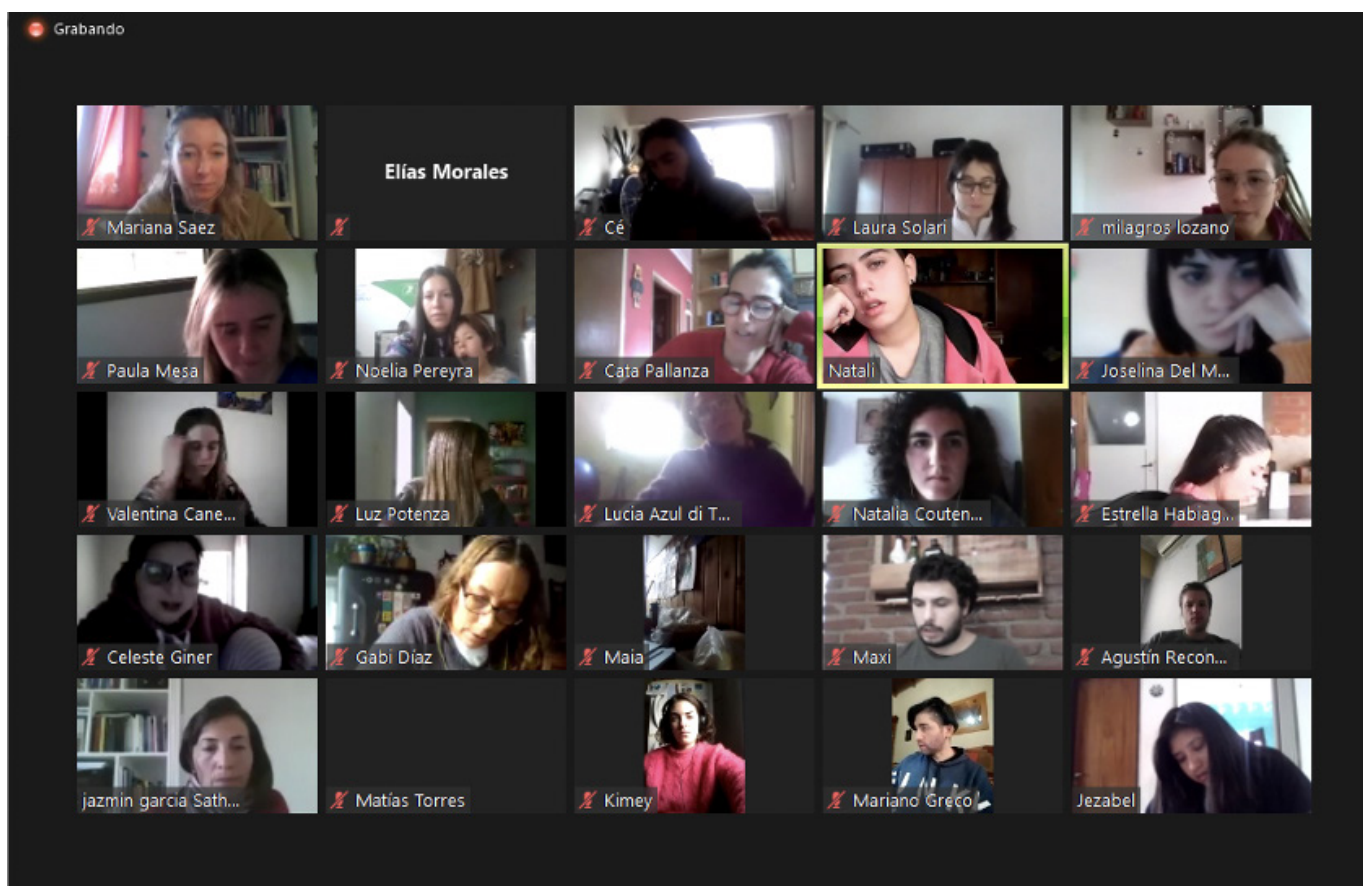 Grabando
Mariana Saez
Elías Morales
Cé
Laura Solari
milagros lozano
Paula Mesa
Noelia Pereyra
Cata Pallanza
Natali
Joselina Del M...
Valentina Cane...
Luz Potenza
Lucia Azul di T...
Natalia Couten...
Estrella Habiag...
Celeste Giner
Gabi Díaz
Maia
Maxi
Agustín Recon...
jazmin garcia Sath...
Matías Torres
Kimey
Mariano Greco
Jezabel